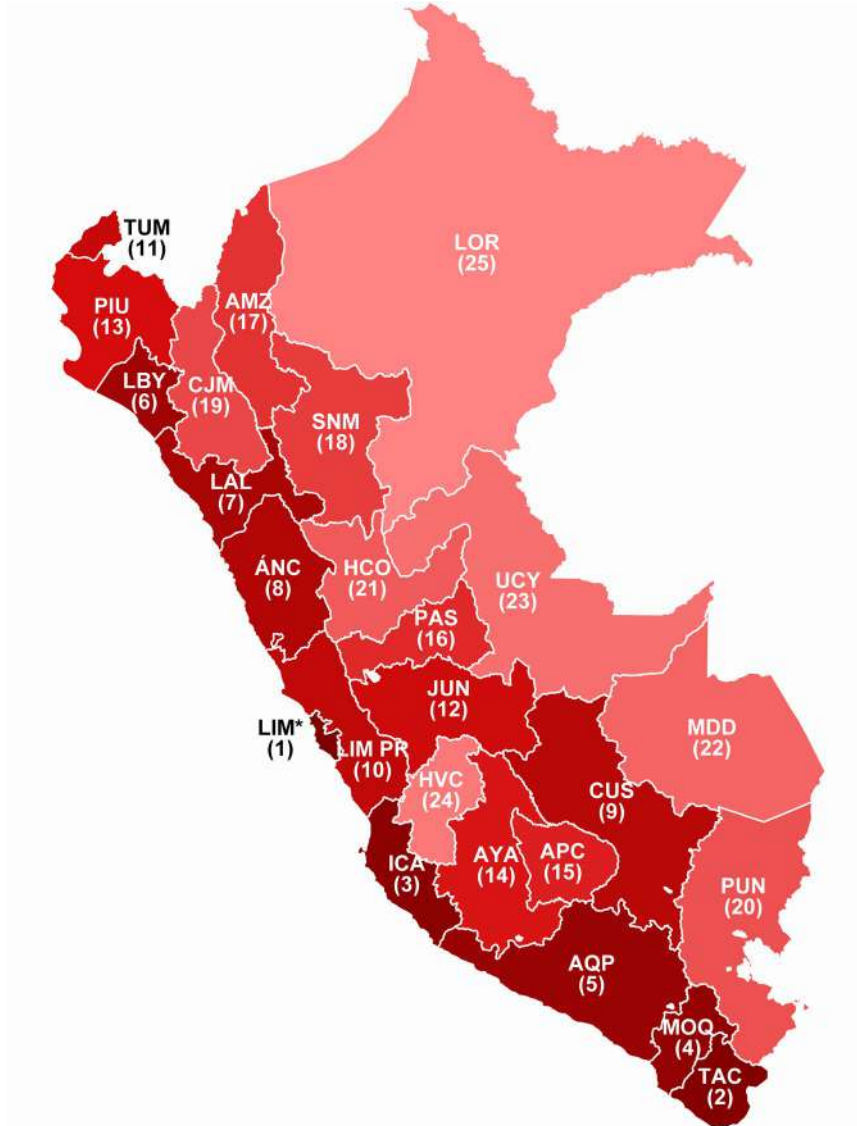 TUM
(11)
LOR
(25)
PIU
(13)
AMZ
(17)
LBY
(6)
CJM
(19)
SNM
(18)
LAL
(7)
ÁNC
(8)
HCO
(21)
UCY
(23)
PAS
(16)
JUN
(12)
LIM*
(1)
LIM PR
(10)
MDD
(22)
HVC
(24)
CUS
(9)
ICA
(3)
AYA
(14)
APC
(15)
PUN
(20)
AQP
(5)
MOQ
(4)
TAC
(2)